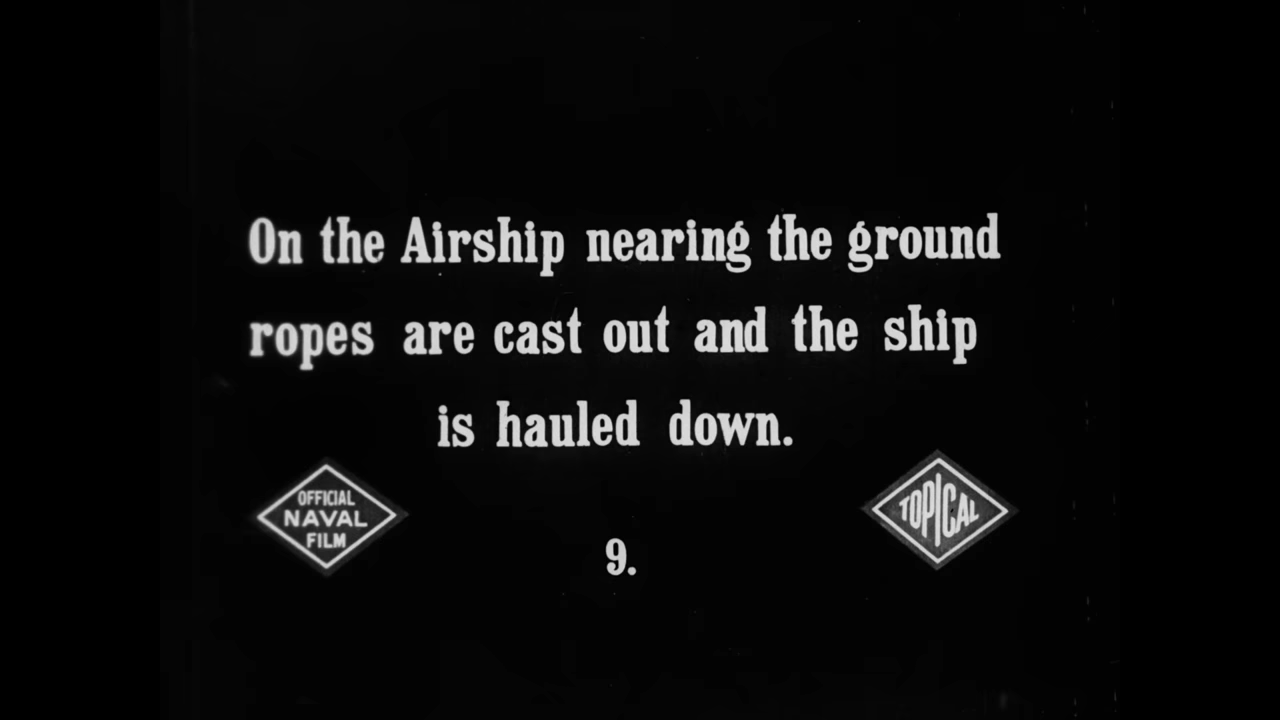 On the Airship nearing the ground
ropes are cast out and the ship
is hauled down.
OFFICIAL
NAVAL
FILM
TOPICAL
9.